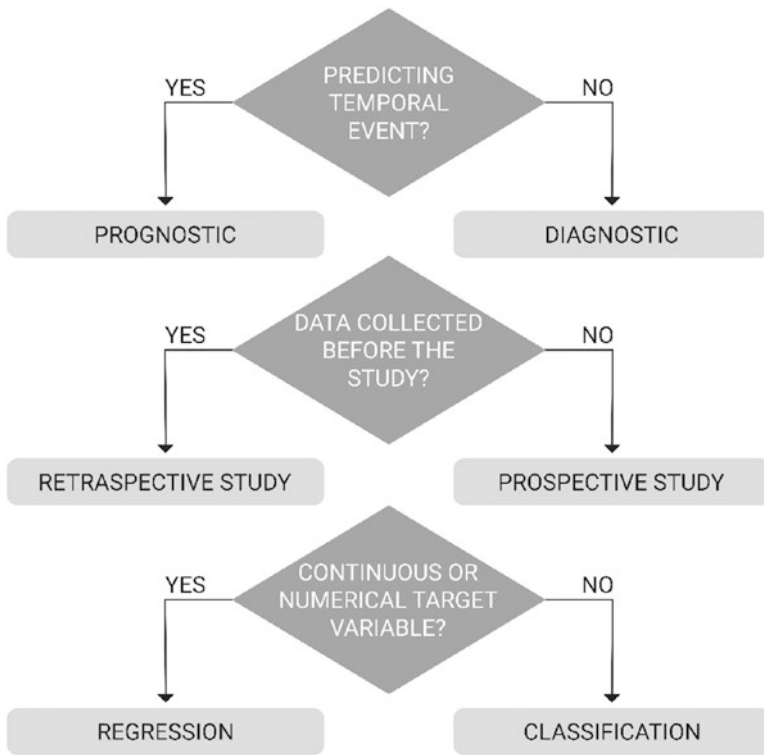 PREDICTING
TEMPORAL
EVENT?
YES
NO
PROGNOSTIC
DIAGNOSTIC
DATA COLLECTED
BEFORE THE
STUDY?
YES
NO
RETRASPECTIVE STUDY
PROSPECTIVE STUDY
CONTINUOUS OR
NUMERICAL TARGET
VARIABLE?
YES
NO
REGRESSION
CLASSIFICATION